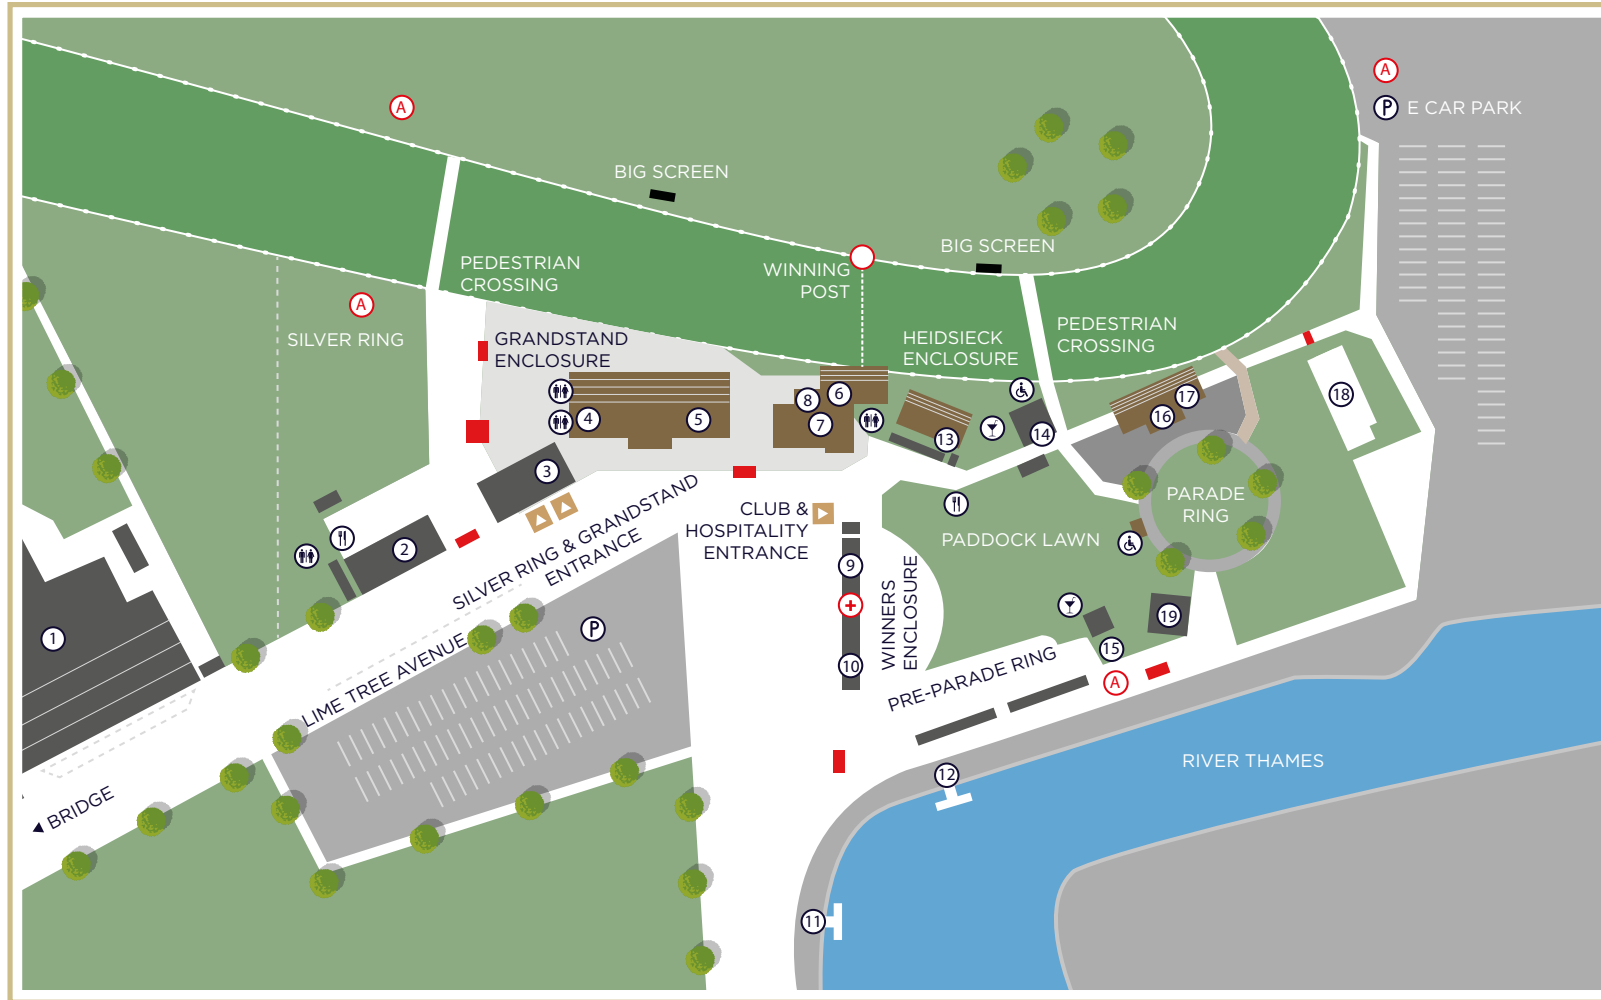 A
A
P E CAR PARK
BIG SCREEN
BIG SCREEN
PEDESTRIAN
CROSSING
WINNING
POST
A
SILVER RING
GRANDSTAND
ENCLOSURE
HEIDSIECK
ENCLOSURE
PEDESTRIAN
CROSSING
4
5
8
6
7
13
14
16
17
18
3
2
1
SILVER RING & GRANDSTAND
ENTRANCE
CLUB &
HOSPITALITY
ENTRANCE
PARADE
RING
PADDOCK LAWN
9
10
WINNERS
ENCLOSURE
P
LIME TREE AVENUE
19
15
A
PRE-PARADE RING
BRIDGE
12
11
RIVER THAMES